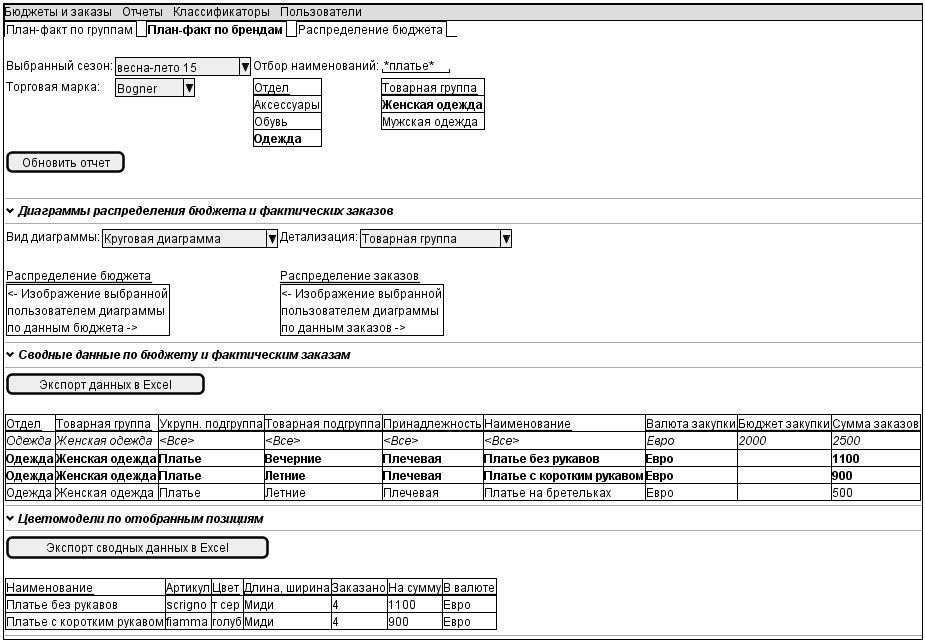 Бюджеты и заказы Отчеты Классификаторы Пользователи
План-факт по группам План-факт по брендам Распределение бюджета
Выбранный сезон: весна-лето 15 Отбор наименований: *платье*
Торговая марка: Bogner Отдел Товарная группа
Аксессуары Женская одежда
Обувь Мужская одежда
Одежда
Обновить отчет
Диаграммы распределения бюджета и фактических заказов
Вид диаграммы: Круговая диаграмма Детализация: Товарная группа
Распределение бюджета Распределение заказов
<- Изображение выбранной <- Изображение выбранной
пользователем диаграммы пользователем диаграммы
по данным бюджета -> по данным заказов ->
Сводные данные по бюджету и фактическим заказам
Экспорт данных в Excel
Отдел Товарная группа Укрупн. подгруппа Товарная подгруппа Принадлежность Наименование Валюта закупки Бюджет закупки Сумма заказов
Одежда Женская одежда <Все> <Все> <Все> <Все> Евро 2000 2500
Одежда Женская одежда Платье Вечерние Плечевая Платье без рукавов Евро 1100
Одежда Женская одежда Платье Летние Плечевая Платье с коротким рукавом Евро 900
Одежда Женская одежда Платье Летние Плечевая Платье на бретельках Евро 500
Цветомодели по отобранным позициям
Экспорт сводных данных в Excel
Наименование Артикул Цвет Длина, ширина Заказано На сумму В валюте
Платье без рукавов scrigno т сер Миди 4 1100 Евро
Платье с коротким рукавом fiamma голуб Миди 4 900 Евро